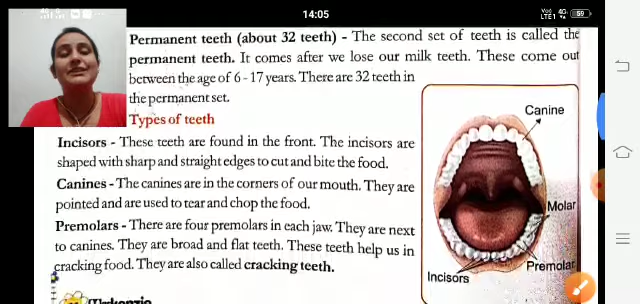 14:05
Vo) 4G
LTE1
59
Permanent teeth (about 32 teeth) - The second set of teeth is called the
permanent teeth. It comes after we lose our milk teeth. These come out
between the age of 6 - 17 years. There are 32 teeth in
the permanent set.
Types of teeth
Incisors - These teeth are found in the front. The incisors are
shaped with sharp and straight edges to cut and bite the food.
Canines - The canines are in the corners of our mouth. They are
pointed and are used to tear and chop the food.
Premolars - There are four premolars in each jaw. They are next
to canines. They are broad and flat teeth. These teeth help us in
cracking food. They are also called cracking teeth.
Canine
Molar
Premolar
Incisors